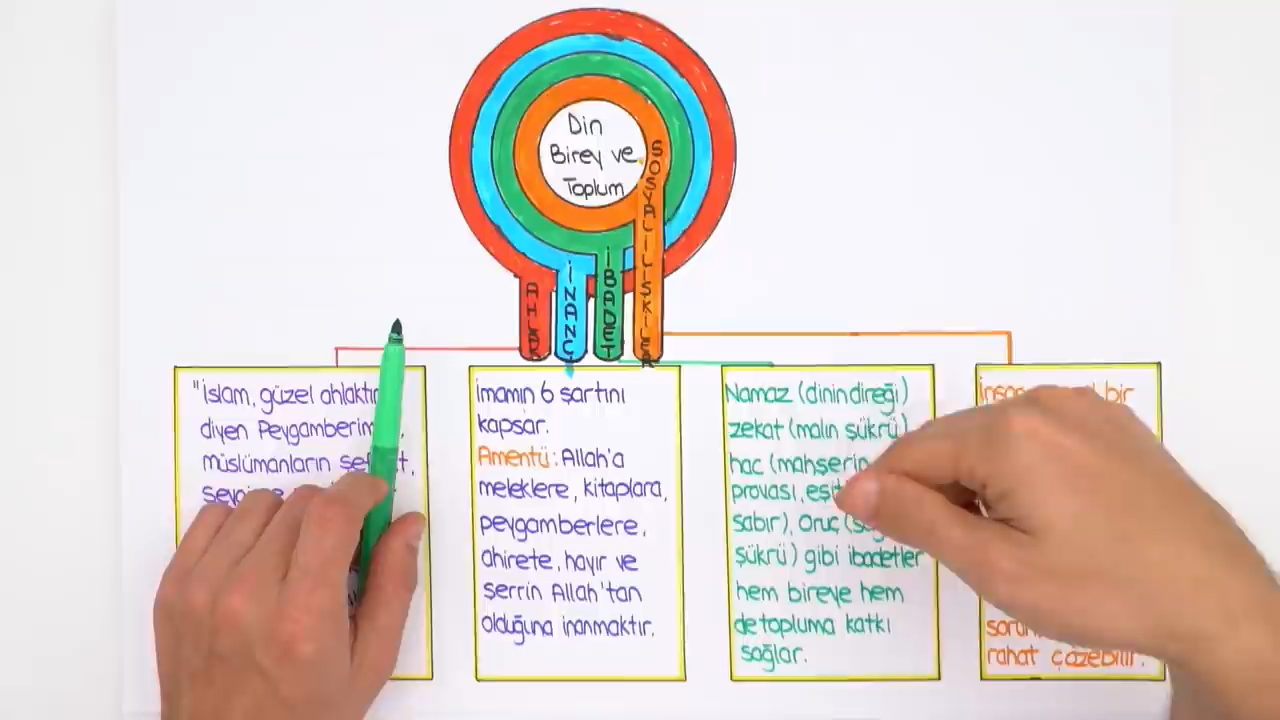 Din
Birey ve
Toplum
AHLAK
İNANÇ
İBADET
SOSYAL İLİŞKİLER
"İslam, güzel ahlaktır
diyen Peygamberim
müslümanların
İmanın 6 şartını
kapsar.
Amentü: Allah'a
meleklere, kitaplara,
peygamberlere,
ahirete, hayır ve
şerrin Allah'tan
olduğuna inanmaktır.
Namaz (dinin direği)
zekat (malın şükrü)
hac (mahşerin
provası,
sabır), Oruç
şükrü) gibi ibadetler
hem bireye hem
de topluma katkı
sağlar.
bir
rahat çözebilir.